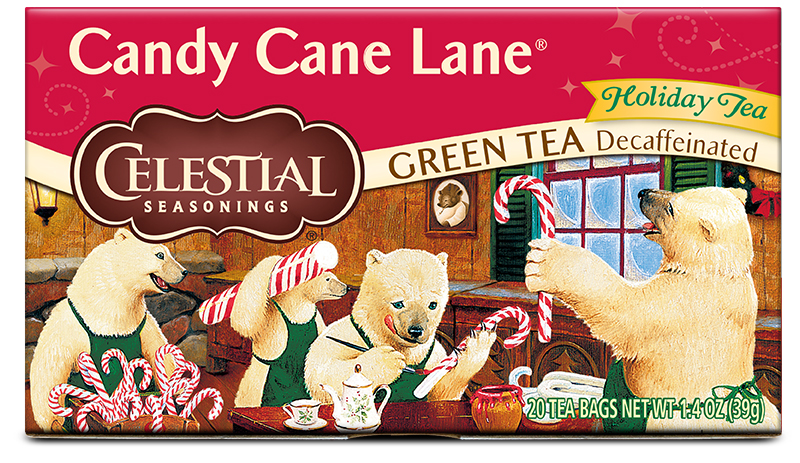 Candy Cane Lane®
Holiday Tea
GREEN TEA Decaffeinated
CELESTIAL
SEASONINGS®
20 TEA BAGS NET WT 1.4 OZ (39g)